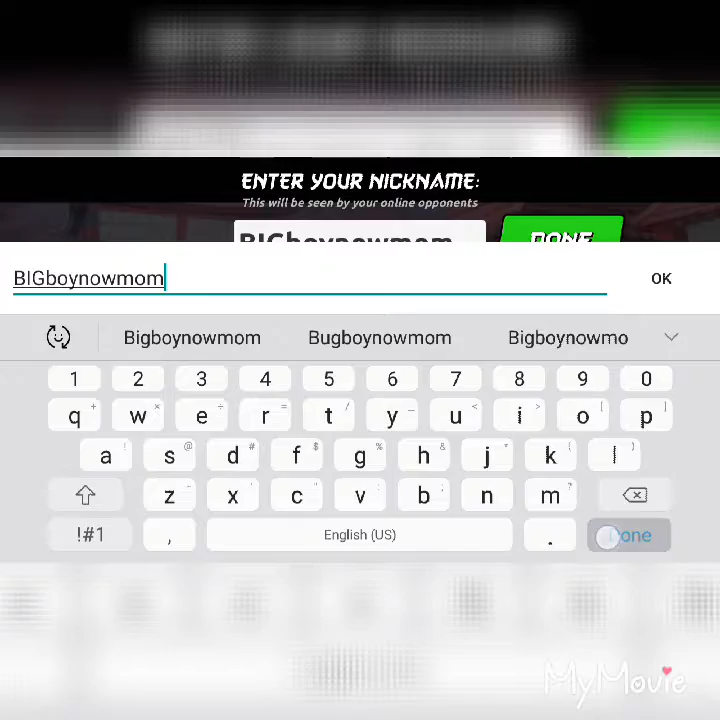 ENTER YOUR NICKNAME:
This will be seen by your online opponents
BIGboynowmom
DONE
BIGboynowmom OK
Bigboynowmom Bugboynowmom Bigboynowmo
1 2 3 4 5 6 7 8 9 0
q w e r t y u i o p
a s d f g h j k l
z x c v b n m
!#1 , English (US) . Done
MyMovie